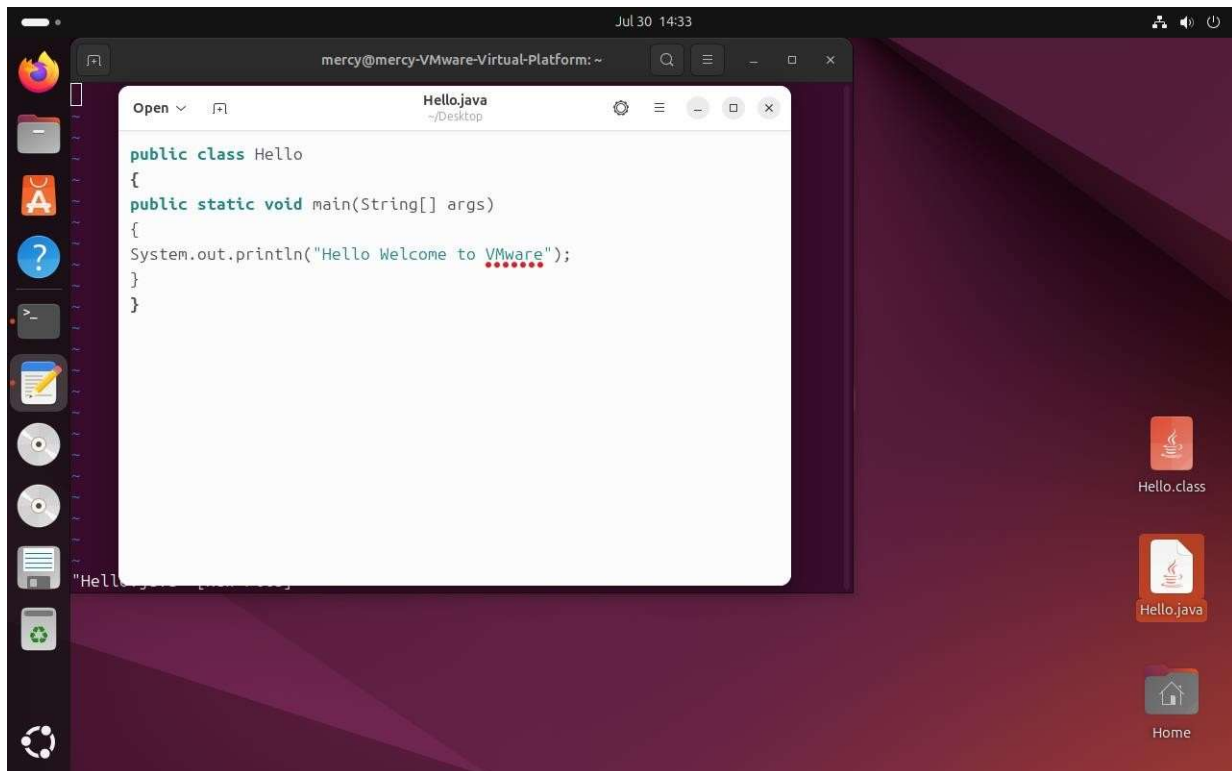 Jul 30 14:33
mercy@mercy-VMware-Virtual-Platform: ~
Open
Hello.java
~/Desktop
public class Hello
{
public static void main(String[] args)
{
System.out.println("Hello Welcome to VMware");
}
}
"Hell
Hello.class
Hello.java
Home